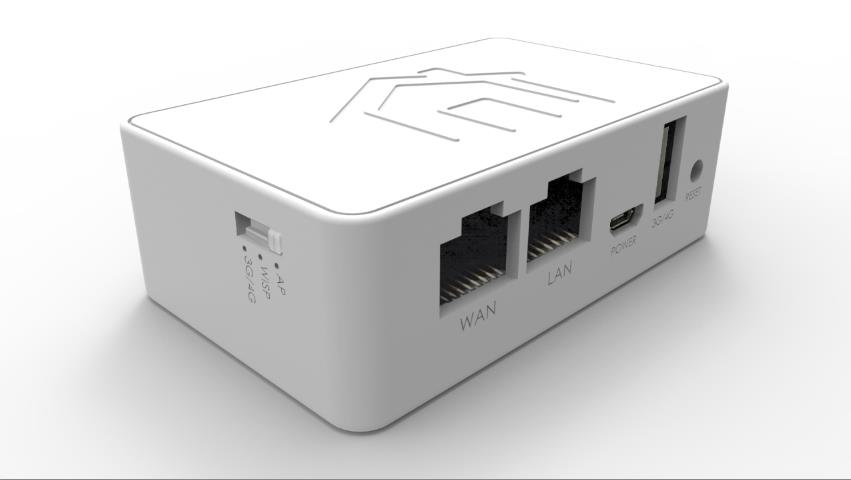 AP
WISP
3G/4G
WAN
LAN
POWER
3G/4G
RESET